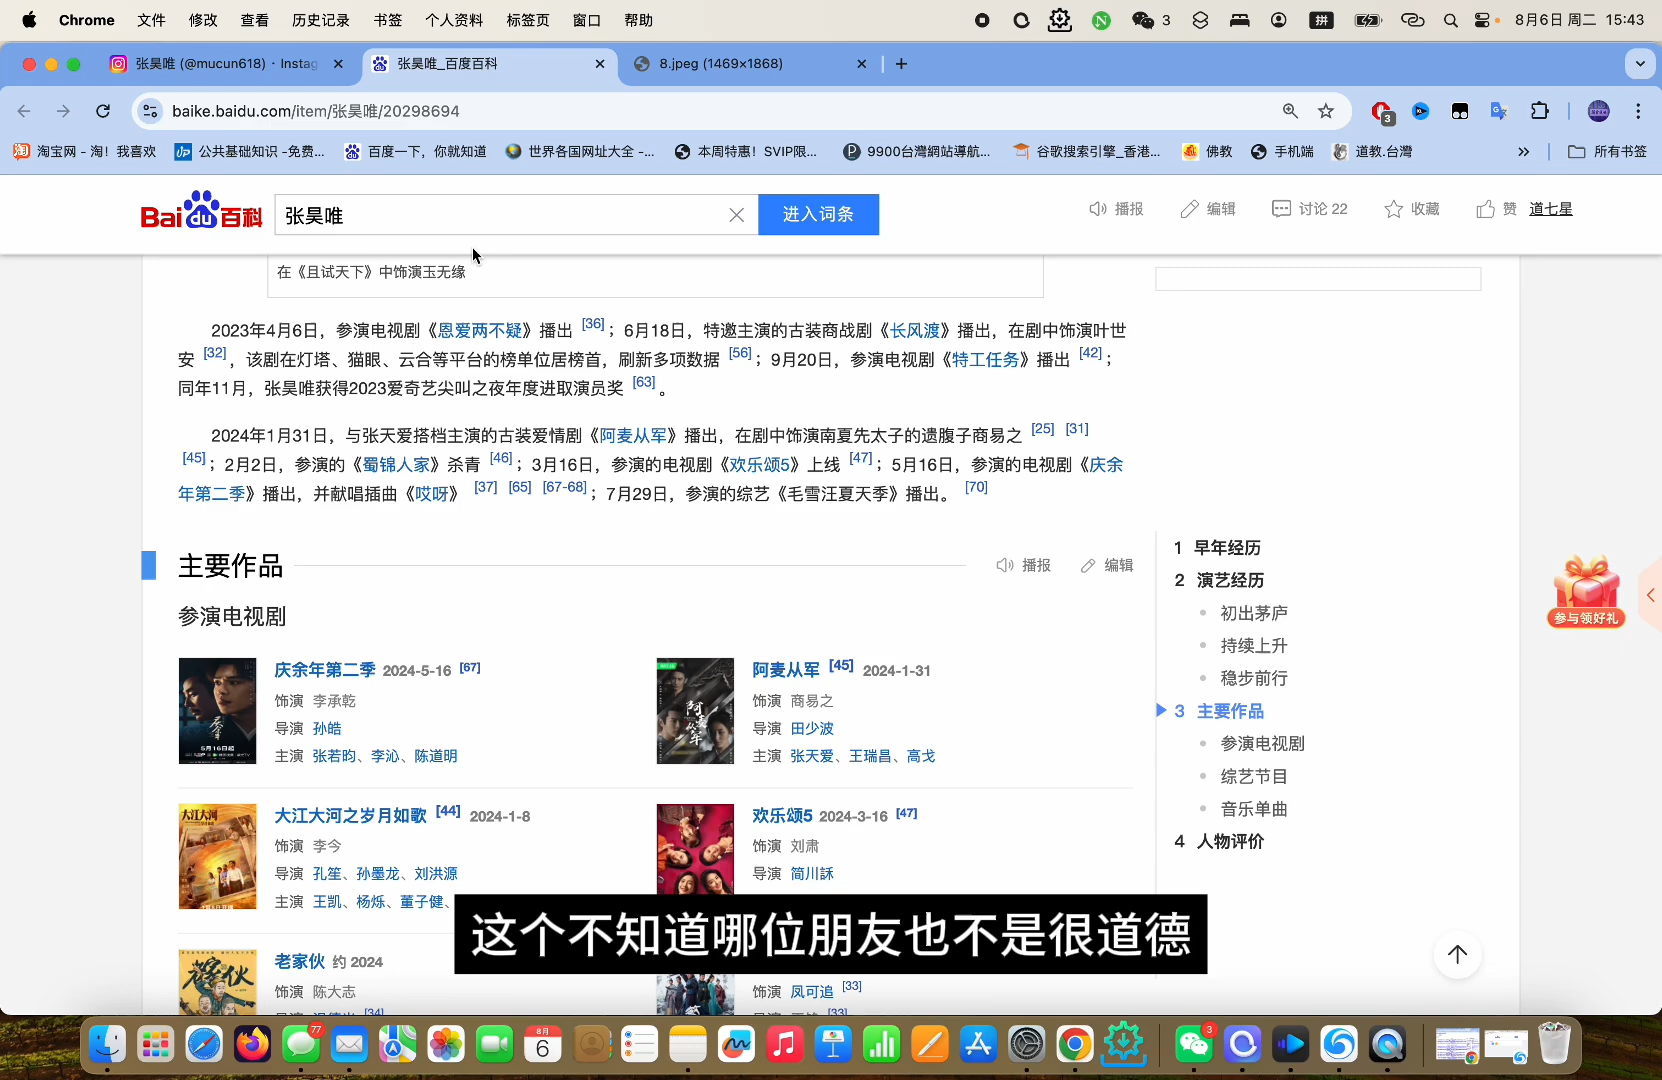 Chrome 文件 修改 查看 历史记录 书签 个人资料 标签页 窗口 帮助 3 拼 8月6日 周二 15:43
张昊唯 (@mucun618) · Instag
张昊唯_百度百科
8.jpeg (1469×1868)
baike.baidu.com/item/张昊唯/20298694
3
淘宝网 - 淘！我喜欢 公共基础知识 -免费... 百度一下，你就知道 世界各国网址大全 -... 本周特惠！SVIP限... 9900台灣網站導航... 谷歌搜索引擎_香港... 佛教 手机端 道教.台灣 » 所有书签
Bai du 百科 张昊唯 进入词条 播报 编辑 讨论 22 收藏 赞 道七星
在《且试天下》中饰演玉无缘
2023年4月6日，参演电视剧《恩爱两不疑》播出 [36]；6月18日，特邀主演的古装商战剧《长风渡》播出，在剧中饰演叶世
安 [32]，该剧在灯塔、猫眼、云合等平台的榜单位居榜首，刷新多项数据 [56]；9月20日，参演电视剧《特工任务》播出 [42]；
同年11月，张昊唯获得2023爱奇艺尖叫之夜年度进取演员奖 [63]。
2024年1月31日，与张天爱搭档主演的古装爱情剧《阿麦从军》播出，在剧中饰演南夏先太子的遗腹子商易之 [25] [31]
[45]；2月2日，参演的《蜀锦人家》杀青 [46]；3月16日，参演的电视剧《欢乐颂5》上线 [47]；5月16日，参演的电视剧《庆余
年第二季》播出，并献唱插曲《哎呀》 [37] [65] [67-68]；7月29日，参演的综艺《毛雪汪夏天季》播出。 [70]
主要作品 播报 编辑
参演电视剧
庆余年第二季 2024-5-16 [67]
饰演 李承乾
导演 孙皓
主演 张若昀、李沁、陈道明
阿麦从军 [45] 2024-1-31
饰演 商易之
导演 田少波
主演 张天爱、王瑞昌、高戈
大江大河之岁月如歌 [44] 2024-1-8
饰演 李今
导演 孔笙、孙墨龙、刘洪源
主演 王凯、杨烁、董子健、
欢乐颂5 2024-3-16 [47]
饰演 刘肃
导演 简川訸
老家伙 约 2024
饰演 陈大志
[34]
饰演 凤可追 [33]
[33]
1 早年经历
2 演艺经历
初出茅庐
持续上升
稳步前行
3 主要作品
参演电视剧
综艺节目
音乐单曲
4 人物评价
参与领好礼
这个不知道哪位朋友也不是很道德
77
8月
6
3